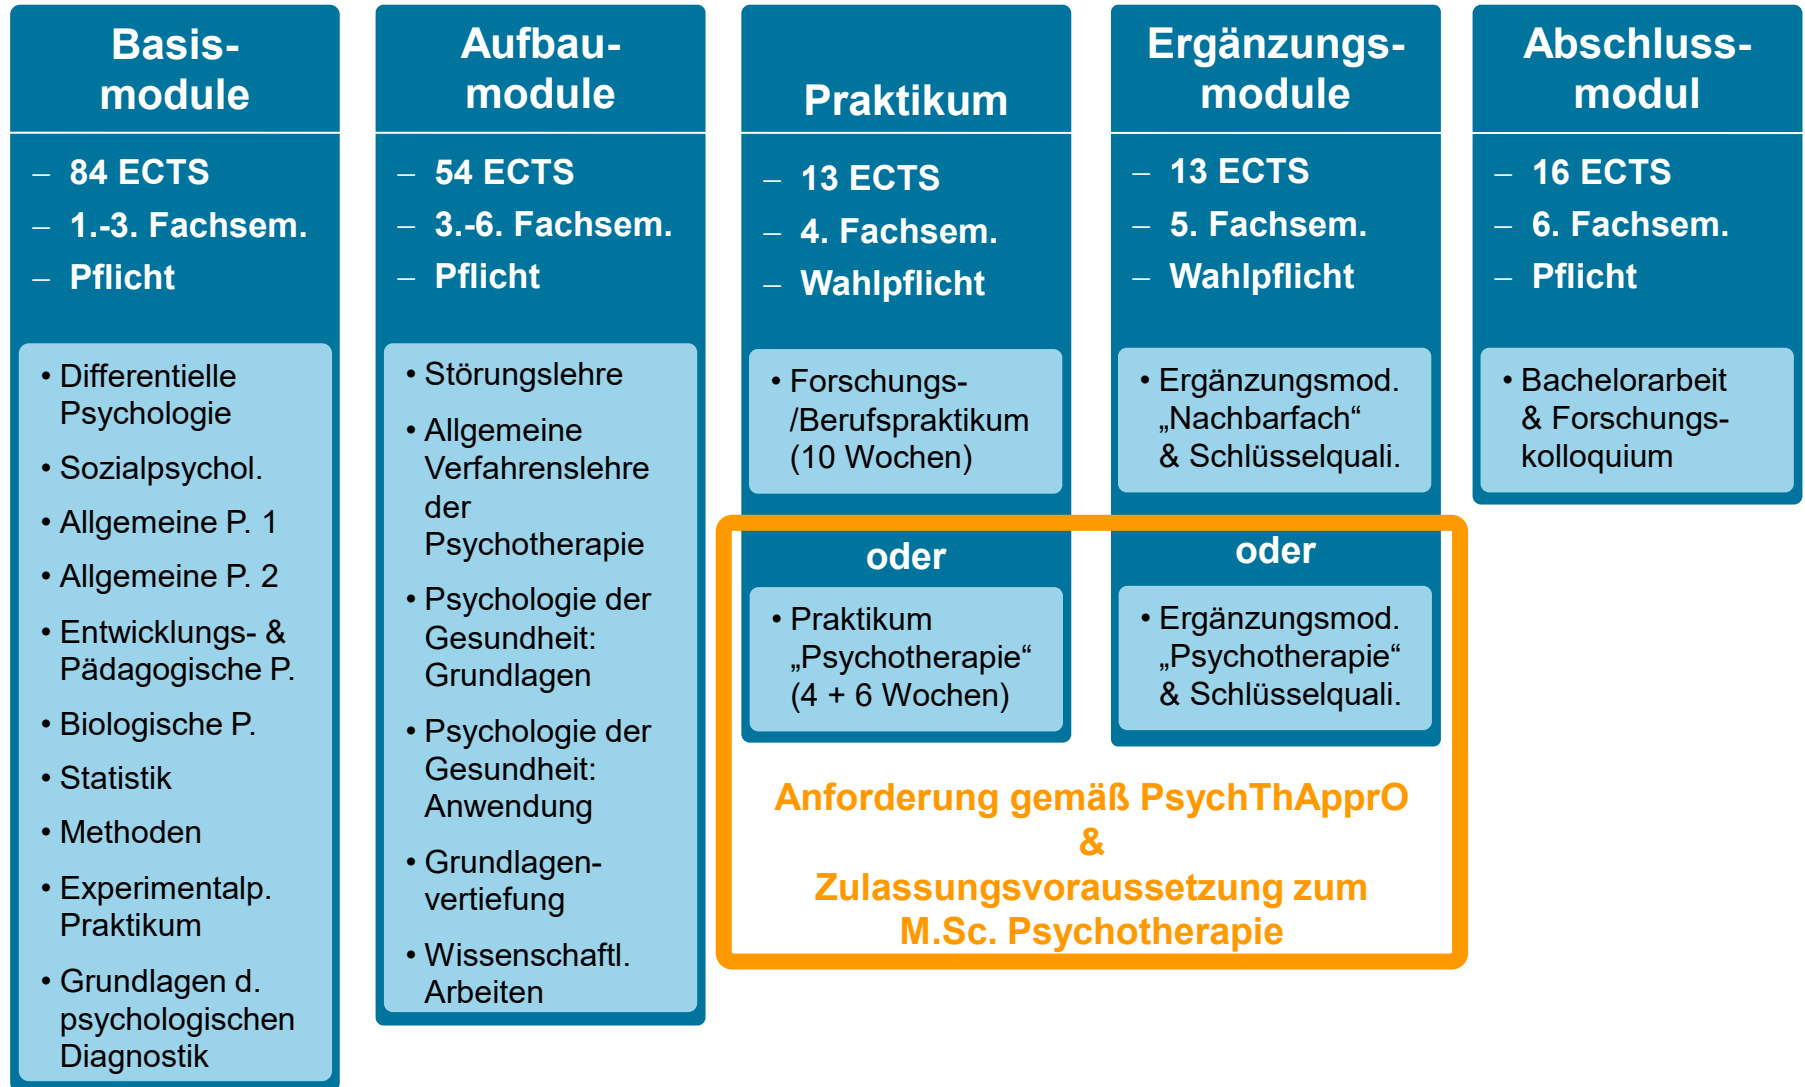 Basis-
module
– 84 ECTS
– 1.-3. Fachsem.
– Pflicht
• Differentielle
Psychologie
• Sozialpsychol.
• Allgemeine P. 1
• Allgemeine P. 2
• Entwicklungs- &
Pädagogische P.
• Biologische P.
• Statistik
• Methoden
• Experimentalp.
Praktikum
• Grundlagen d.
psychologischen
Diagnostik
Aufbau-
module
– 54 ECTS
– 3.-6. Fachsem.
– Pflicht
• Störungslehre
• Allgemeine
Verfahrenslehre
der
Psychotherapie
• Psychologie der
Gesundheit:
Grundlagen
• Psychologie der
Gesundheit:
Anwendung
• Grundlagen-
vertiefung
• Wissenschaftl.
Arbeiten
Praktikum
– 13 ECTS
– 4. Fachsem.
– Wahlpflicht
• Forschungs-
/Berufspraktikum
(10 Wochen)
oder
• Praktikum
„Psychotherapie“
(4 + 6 Wochen)
Ergänzungs-
module
– 13 ECTS
– 5. Fachsem.
– Wahlpflicht
• Ergänzungsmod.
„Nachbarfach“
& Schlüsselquali.
oder
• Ergänzungsmod.
„Psychotherapie“
& Schlüsselquali.
Anforderung gemäß PsychThApprO
&
Zulassungsvoraussetzung zum
M.Sc. Psychotherapie
Abschluss-
modul
– 16 ECTS
– 6. Fachsem.
– Pflicht
• Bachelorarbeit
& Forschungs-
kolloquium